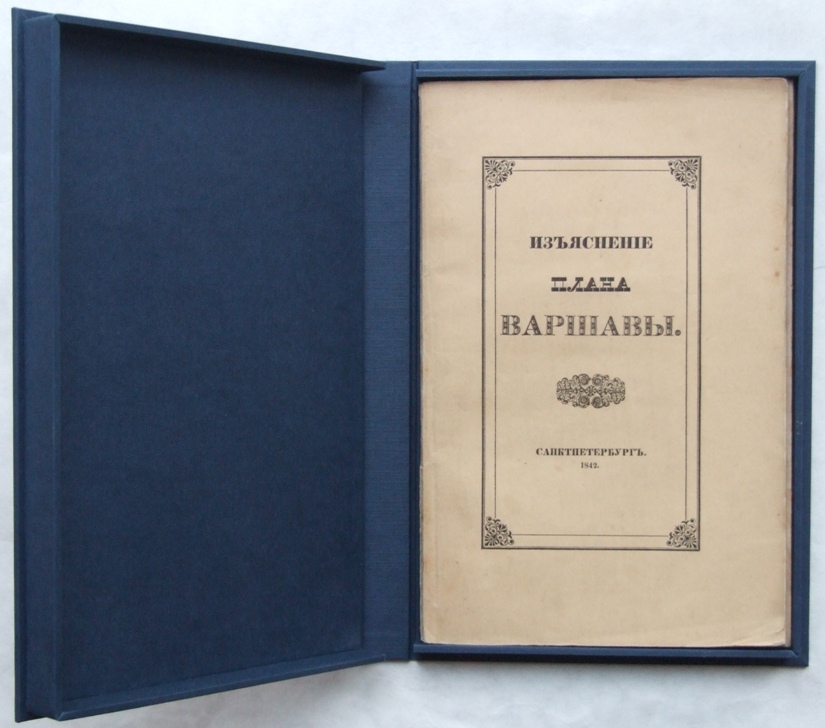 ИЗЪЯСНЕНІЕ
ПЛАНА
ВАРШАВЫ.
САНКТПЕТЕРБУРГЪ.
1842.